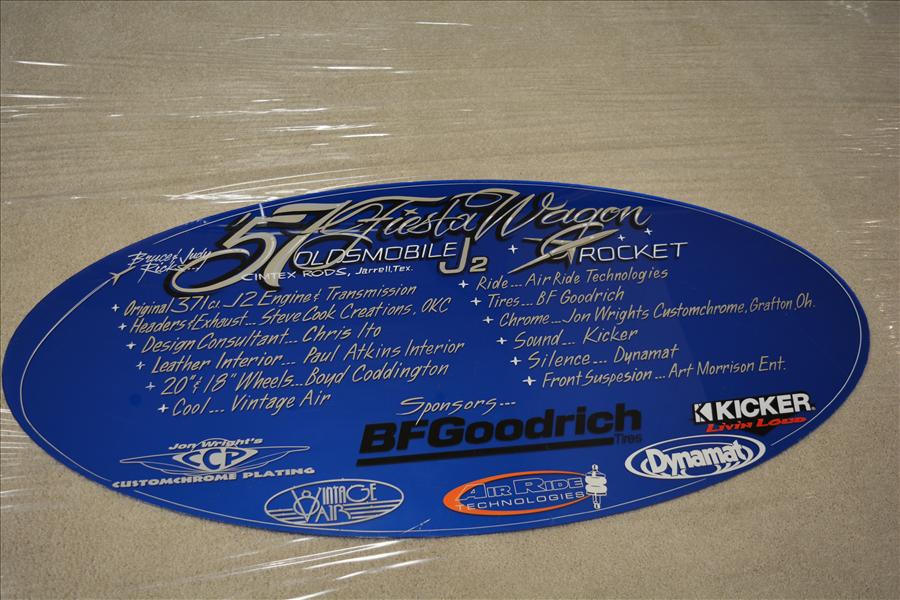 '57 Fiesta Wagon
OLDSMOBILE J2 ROCKET
Bruce & Judy
Ricks...
CIMTEX RODS, Jarrell, Tex.
+ Original 371ci. J2 Engine & Transmission
+ Headers & Exhaust... Steve Cook Creations, OKC
+ Design Consultant... Chris Ito
+ Leather Interior... Paul Atkins Interior
+ 20" & 18" Wheels... Boyd Coddington
+ Cool... Vintage Air
+ Ride... Air Ride Technologies
+ Tires... BF Goodrich
+ Chrome... Jon Wrights Customchrome, Grafton, Oh.
+ Sound... Kicker
+ Silence... Dynamat
+ Front Suspesion... Art Morrison Ent.
Sponsors...
BFGoodrich
Tires
KICKER
LIVIN LOUD
JON WRIGHT'S
CCP
CUSTOMCHROME PLATING
VINTAGE
AIR
AIR RIDE
TECHNOLOGIES
Dynamat